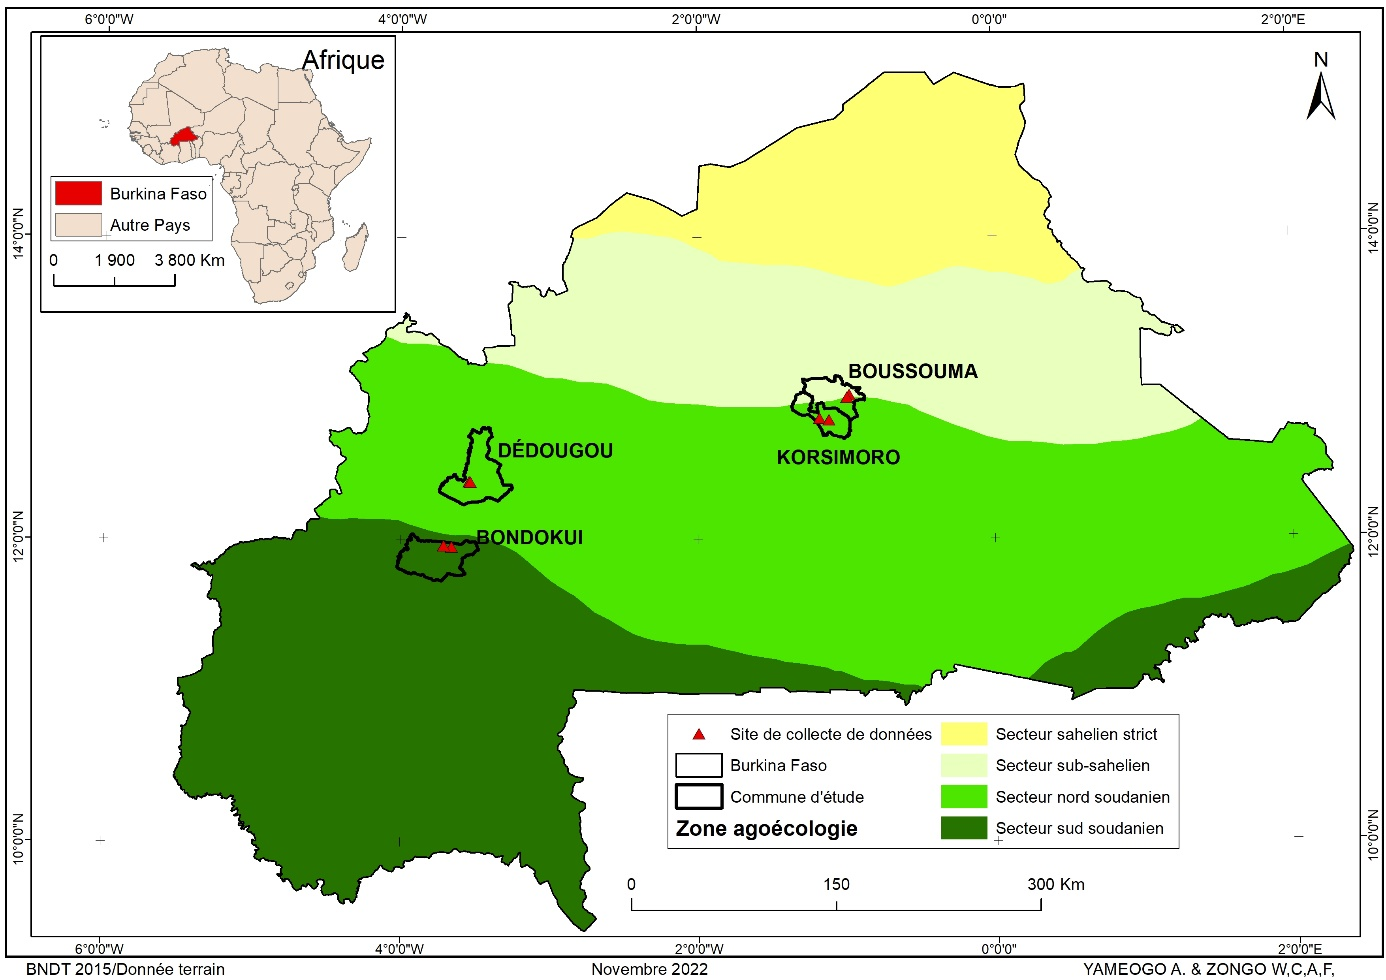 6°0'0"W 4°0'0"W 2°0'0"W 0°0'0" 2°0'0"E
Afrique
N
Burkina Faso
Autre Pays
0 1 900 3 800 Km
14°0'0"N 14°0'0"N
BOUSSOUMA
DÉDOUGOU
KORSIMORO
BONDOKUI
12°0'0"N 12°0'0"N
Site de collecte de données
Burkina Faso
Commune d'étude
Zone agoécologie
Secteur sahelien strict
Secteur sub-sahelien
Secteur nord soudanien
Secteur sud soudanien
10°0'0"N 10°0'0"N
0 150 300 Km
6°0'0"W 4°0'0"W 2°0'0"W 0°0'0" 2°0'0"E
BNDT 2015/Donnée terrain Novembre 2022 YAMEOGO A. & ZONGO W,C,A,F,